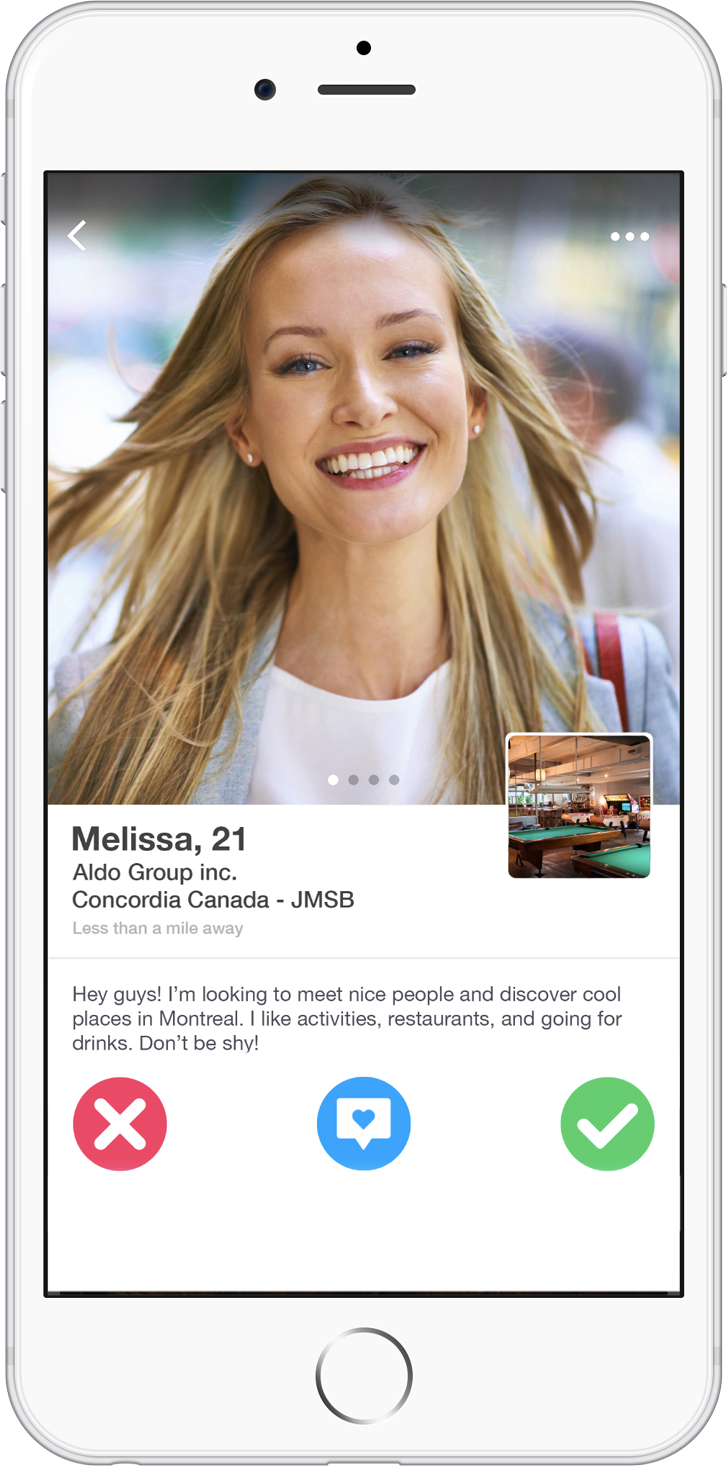 Melissa, 21
Aldo Group inc.
Concordia Canada - JMSB
Less than a mile away
Hey guys! I’m looking to meet nice people and discover cool
places in Montreal. I like activities, restaurants, and going for
drinks. Don’t be shy!